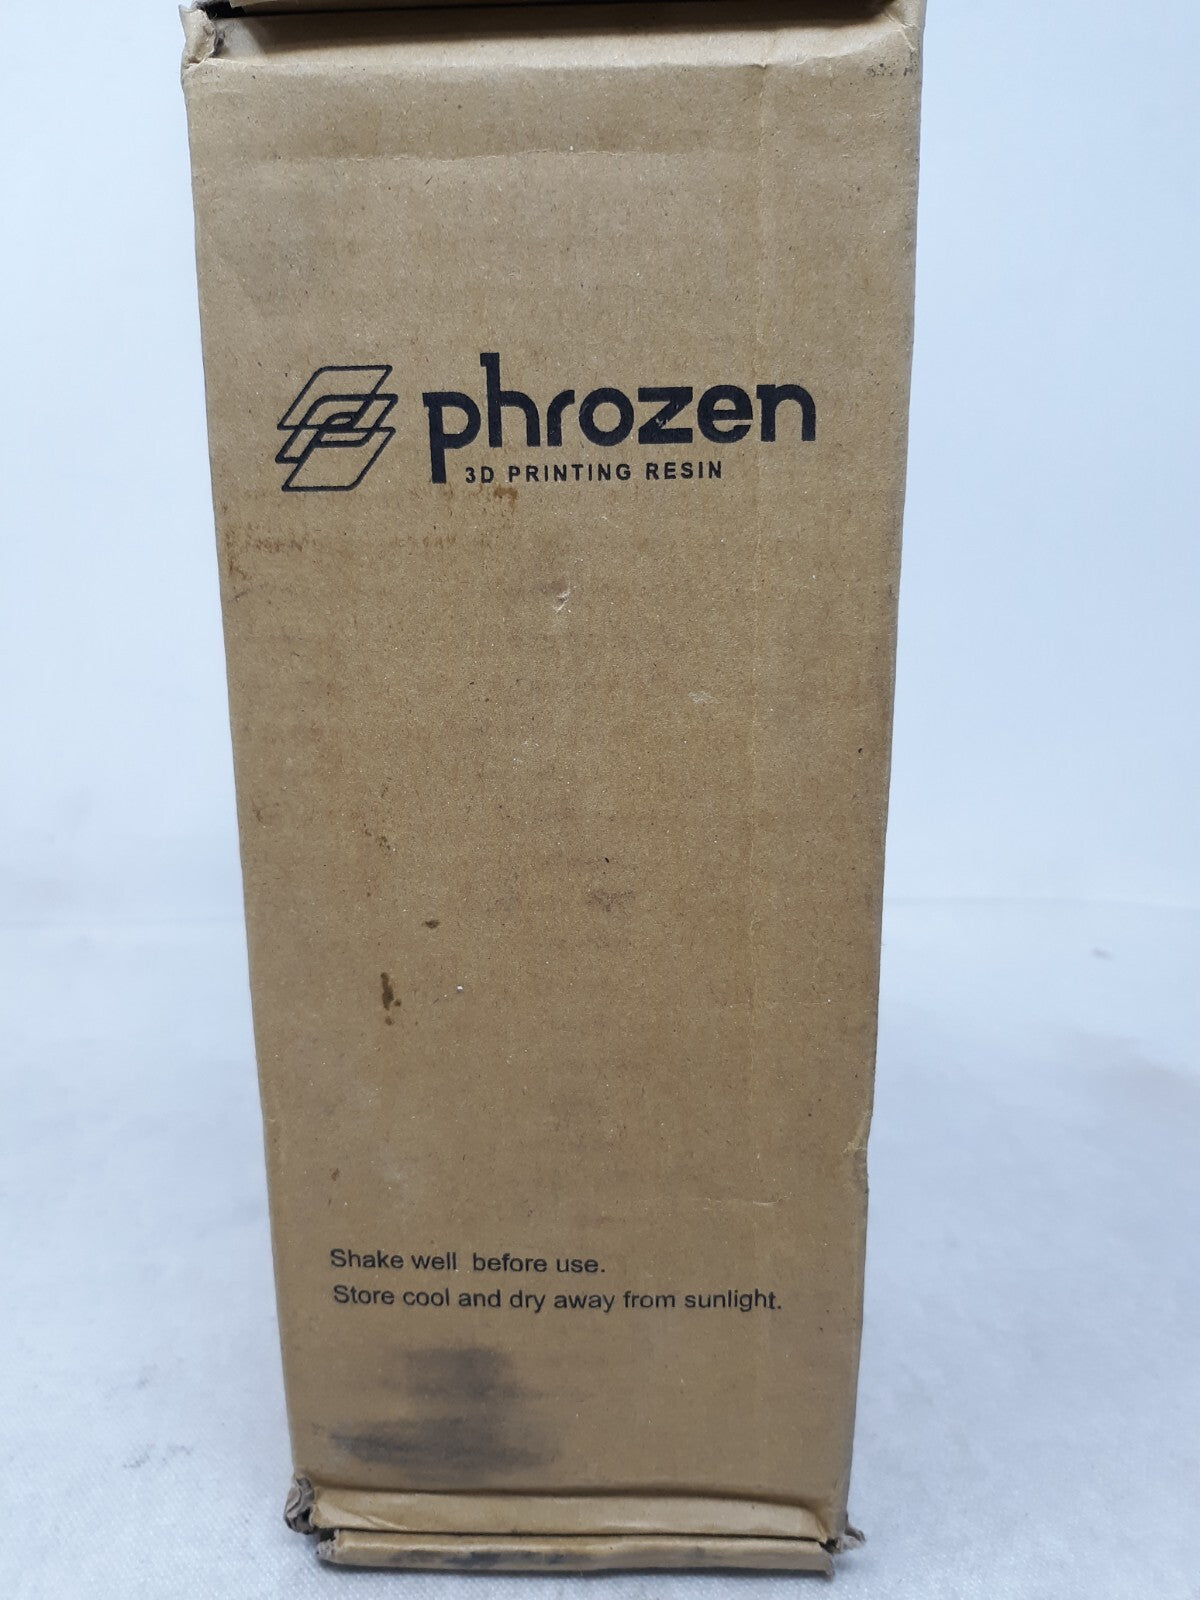 phrozen
3D PRINTING RESIN
Shake well before use.
Store cool and dry away from sunlight.